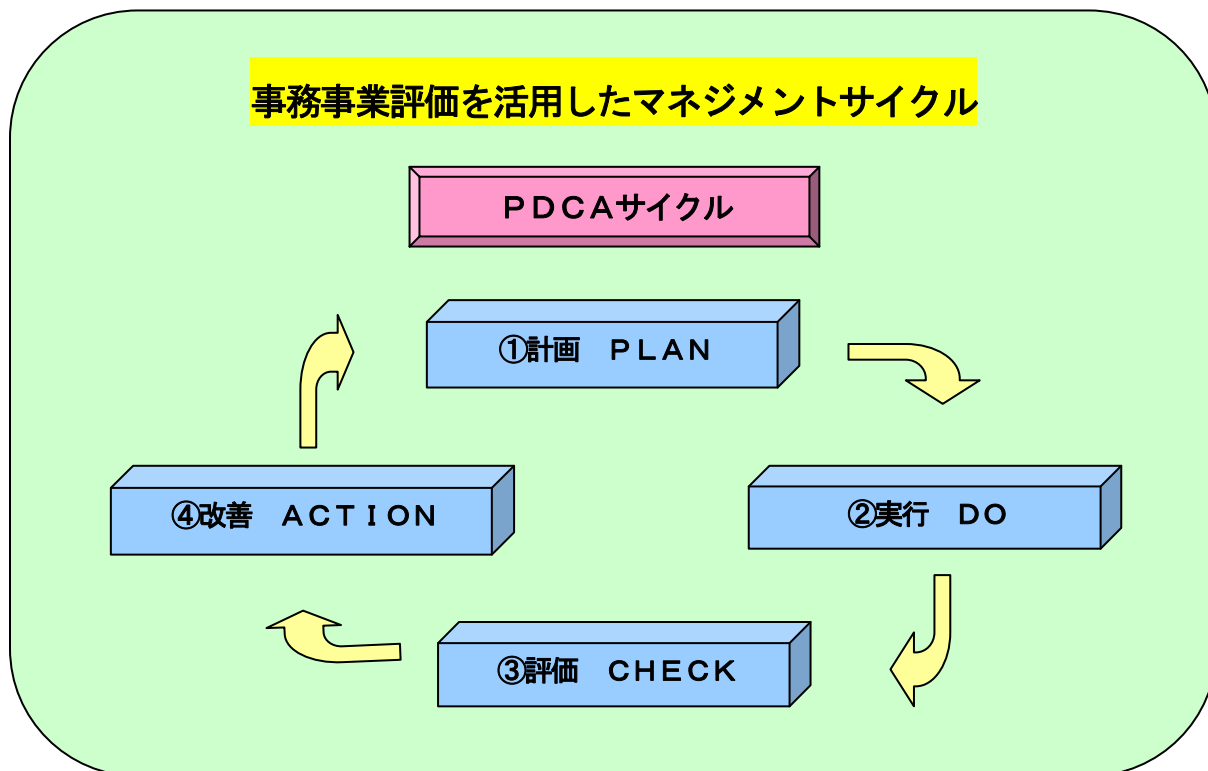 事務事業評価を活用したマネジメントサイクル
ＰＤＣＡサイクル
①計画　ＰＬＡＮ
④改善　ＡＣＴＩＯＮ
②実行　ＤＯ
③評価　ＣＨＥＣＫ